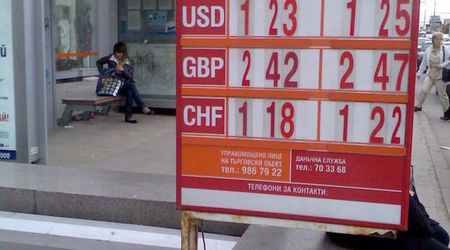 USD 1 23 1 25
GBP 2 42 2 47
CHF 1 18 1 22
УПРАВОМОЩЕНО ЛИЦЕ
НА ТЪРГОВСКИ ОБЕКТ
тел.: 986 79 22
ДАНЪЧНА СЛУЖБА
тел.: 70 33 68
ТЕЛЕФОНИ ЗА КОНТАКТИ: